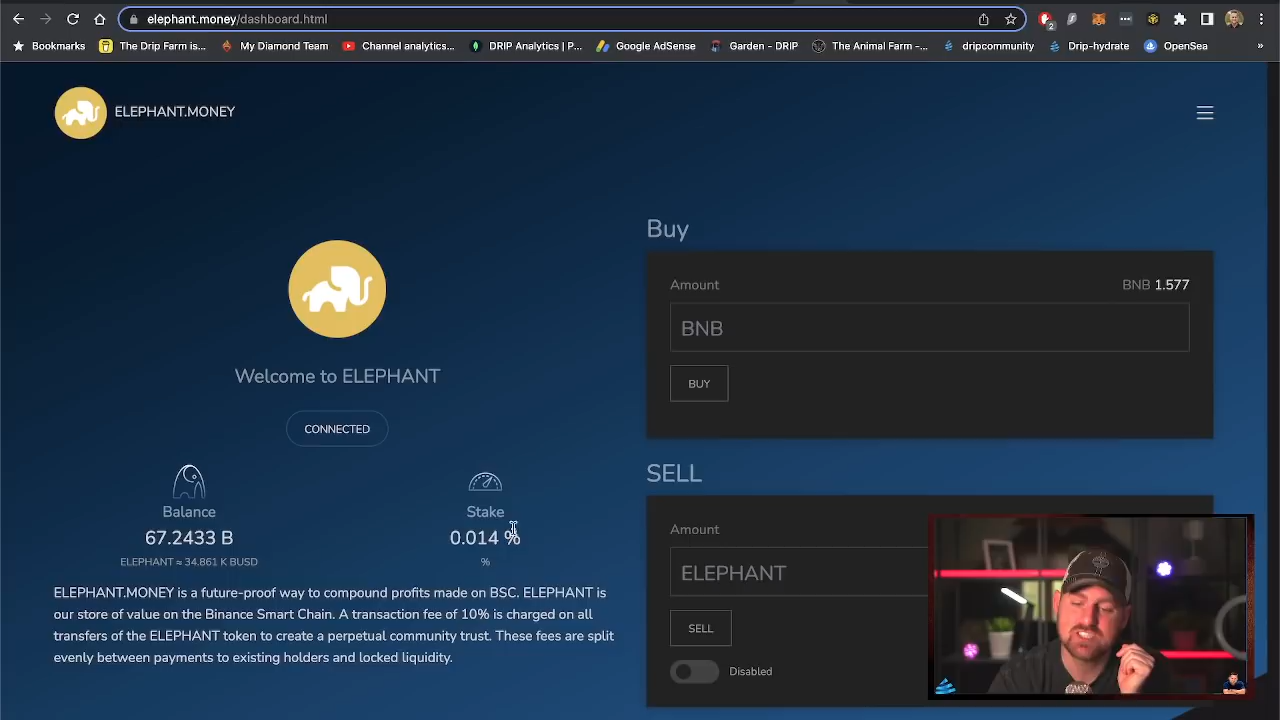 elephant.money/dashboard.html
2
Bookmarks
The Drip Farm is...
My Diamond Team
Channel analytics...
DRIP Analytics | P...
Google AdSense
Garden - DRIP
The Animal Farm -...
dripcommunity
Drip-hydrate
OpenSea
»
ELEPHANT.MONEY
Welcome to ELEPHANT
CONNECTED
Balance
67.2433 B
ELEPHANT ≈ 34.861 K BUSD
Stake
0.014 %
%
ELEPHANT.MONEY is a future-proof way to compound profits made on BSC. ELEPHANT is
our store of value on the Binance Smart Chain. A transaction fee of 10% is charged on all
transfers of the ELEPHANT token to create a perpetual community trust. These fees are split
evenly between payments to existing holders and locked liquidity.
Buy
Amount
BNB 1.577
BNB
BUY
SELL
Amount
ELEPHANT
SELL
Disabled